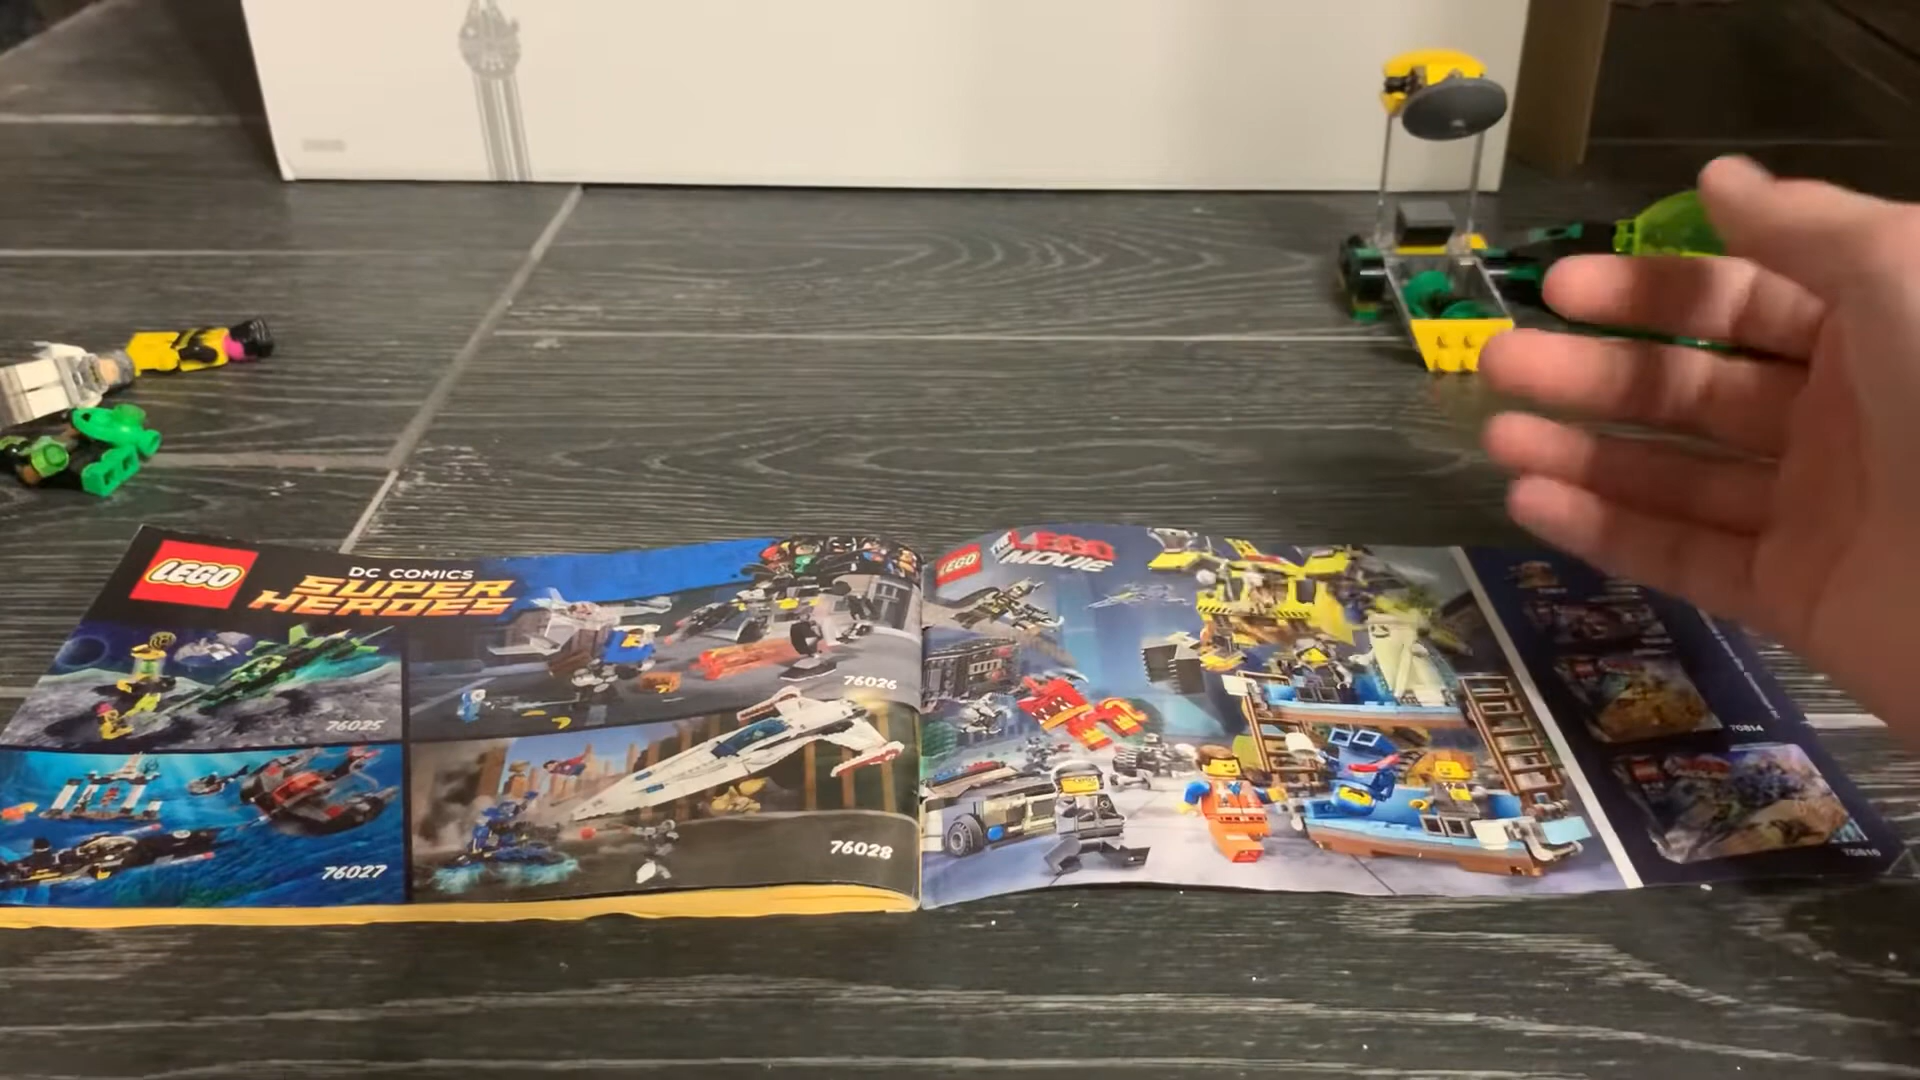 LEGO
DC COMICS
SUPER
HEROES
76025
76026
76027
76028
LEGO
THE
LEGO
MOVIE
70814